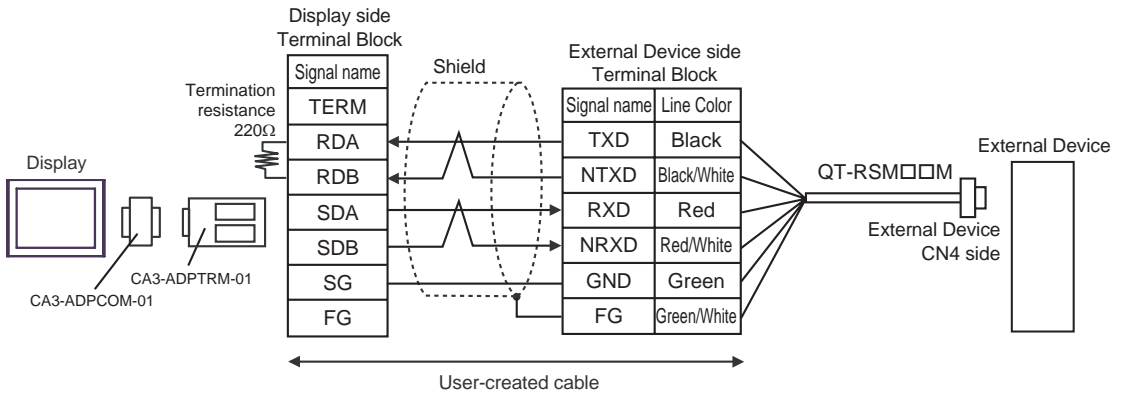 Display side
Terminal Block
Signal name
TERM
RDA
RDB
SDA
SDB
SG
FG
Termination
resistance
220Ω
Shield
External Device side
Terminal Block
Signal name Line Color
TXD Black
NTXD Black/White
RXD Red
NRXD Red/White
GND Green
FG Green/White
Display
CA3-ADPCOM-01
CA3-ADPTRM-01
QT-RSM□□M
External Device
CN4 side
External Device
User-created cable